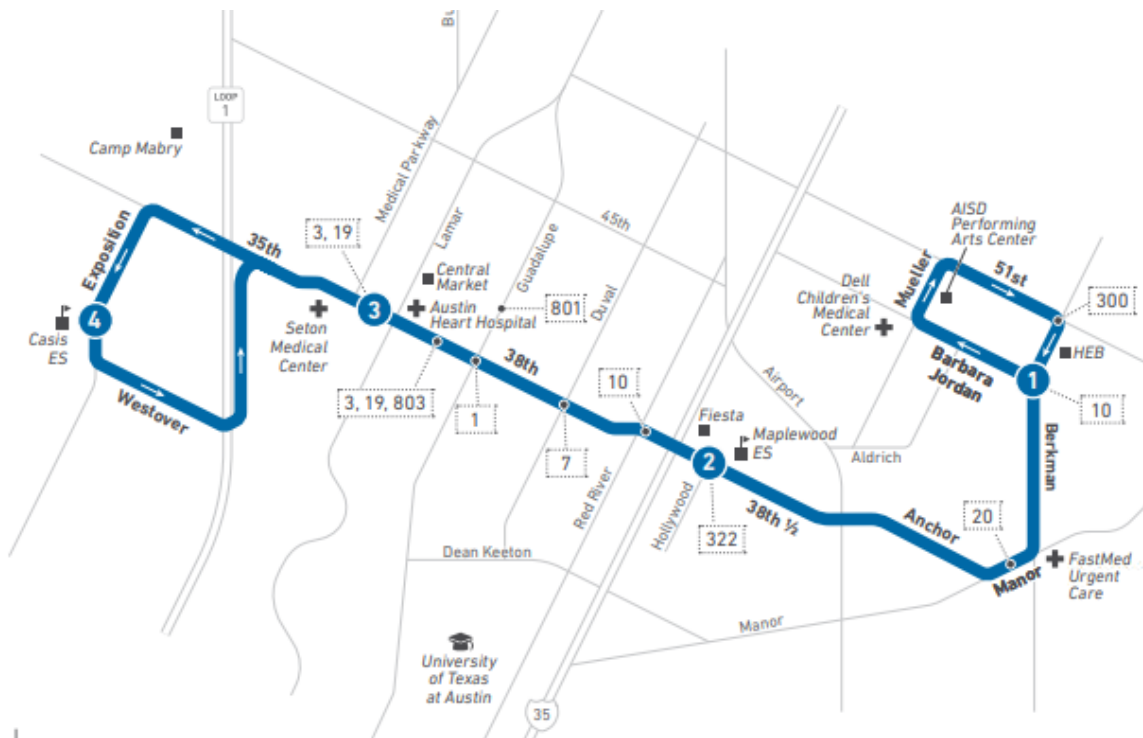 LOOP
1
Camp Mabry
Medical Parkway
Lamar
Guadalupe
45th
Duval
35th
3, 19
Exposition
Central
Market
Austin
Heart Hospital
801
AISD
Performing
Arts Center
51st
Mueller
Dell
Children's
Medical
Center
300
HEB
3
4
Casis
ES
Seton
Medical
Center
Westover
38th
3, 19, 803
1
7
10
Airport
Fiesta
Maplewood
ES
2
322
Hollywood
Red River
38th ½
Barbara
Jordan
1
10
Berkman
Aldrich
Anchor
20
Manor
FastMed
Urgent
Care
Dean Keeton
Manor
University
of Texas
at Austin
35